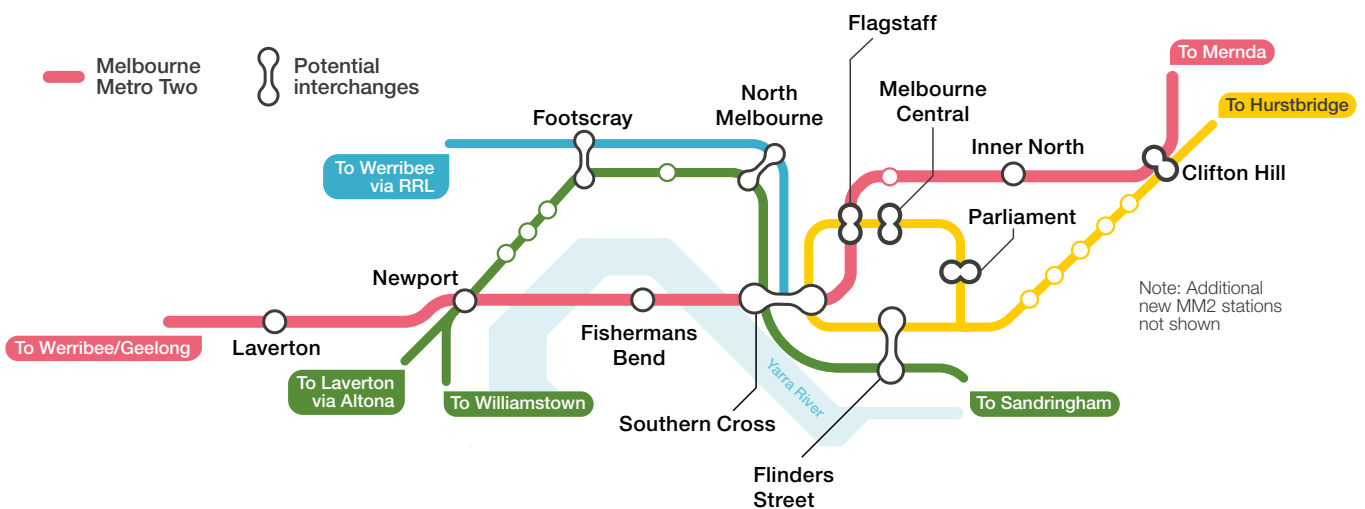 Melbourne
Metro Two
Potential
interchanges
Flagstaff
To Mernda
Melbourne
Central
North
Melbourne
Footscray
To Hurstbridge
Inner North
Clifton Hill
To Werribee
via RRL
Parliament
Newport
Note: Additional
new MM2 stations
not shown
Fishermans
Bend
Laverton
To Werribee/Geelong
To Laverton
via Altona
To Williamstown
Yarra River
To Sandringham
Southern Cross
Flinders
Street